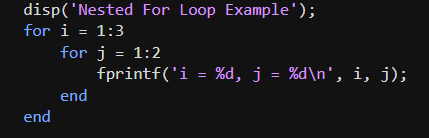 disp('Nested For Loop Example');
for i = 1:3
    for j = 1:2
        fprintf('i = %d, j = %d\n', i, j);
    end
end